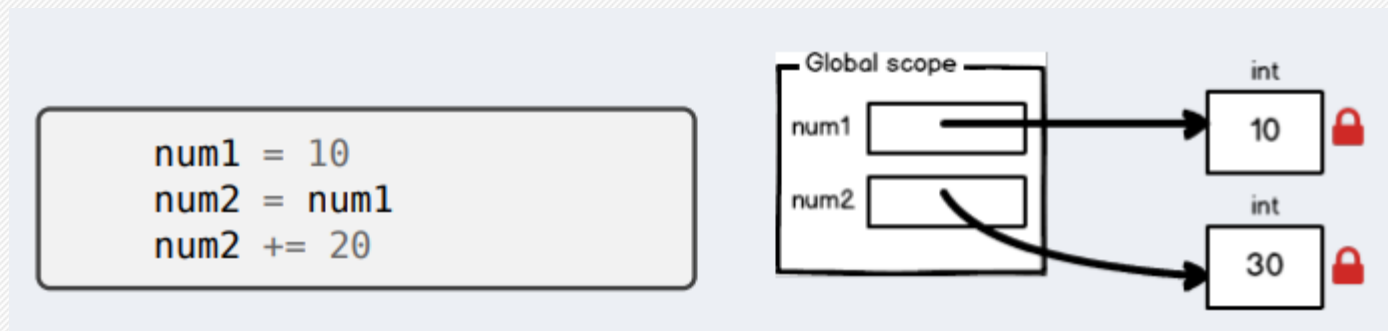 num1 = 10
num2 = num1
num2 += 20
Global scope
num1
num2
int
10
int
30